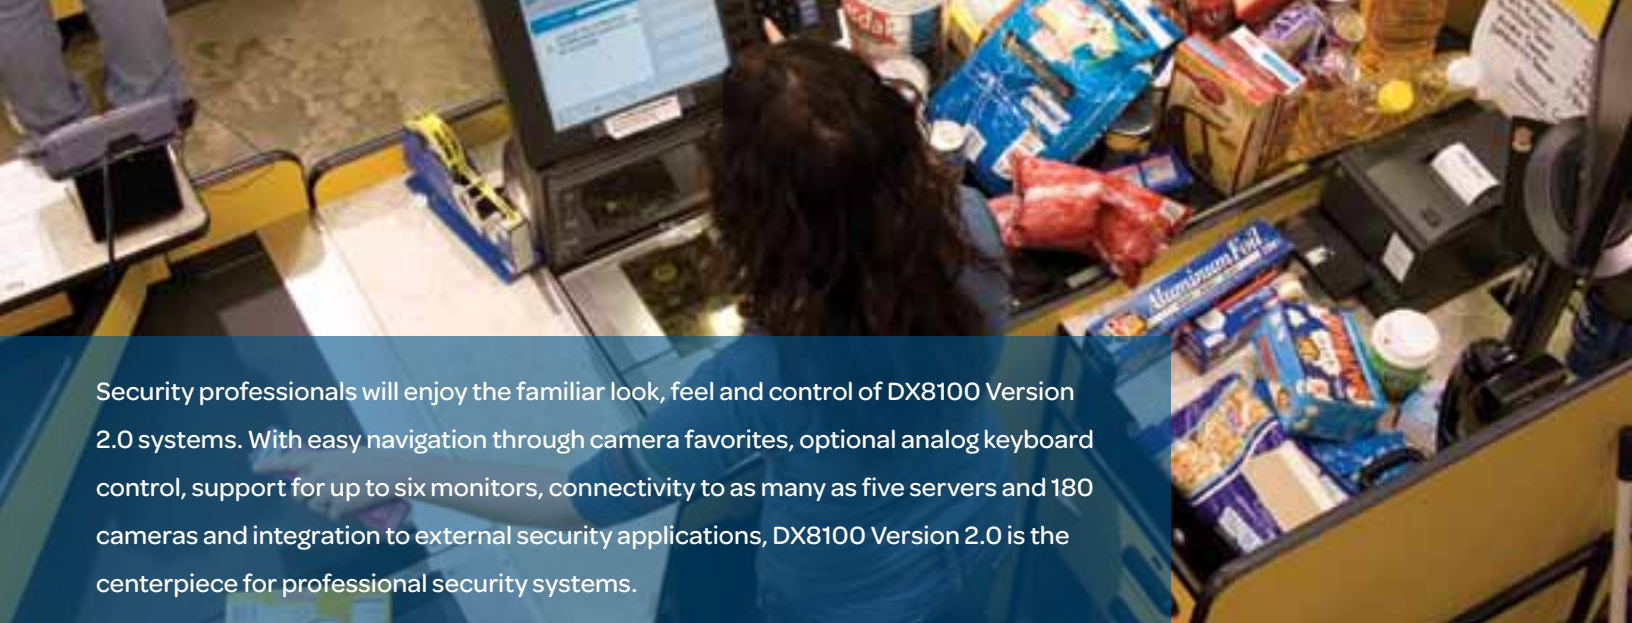 Kodak
Aluminum Foil
Security professionals will enjoy the familiar look, feel and control of DX8100 Version
2.0 systems. With easy navigation through camera favorites, optional analog keyboard
control, support for up to six monitors, connectivity to as many as five servers and 180
cameras and integration to external security applications, DX8100 Version 2.0 is the
centerpiece for professional security systems.